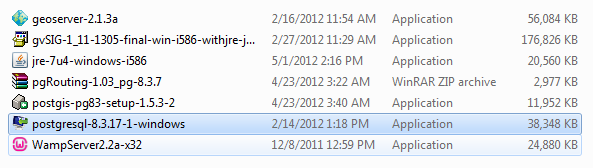 geoserver-2.1.3a 2/16/2012 11:54 AM Application 56,084 KB
gvSIG-1_11-1305-final-win-i586-withjre-j... 2/27/2012 11:29 AM Application 176,826 KB
jre-7u4-windows-i586 5/1/2012 2:16 PM Application 20,560 KB
pgRouting-1.03_pg-8.3.7 4/23/2012 3:22 AM WinRAR ZIP archive 2,977 KB
postgis-pg83-setup-1.5.3-2 4/23/2012 3:40 AM Application 11,952 KB
postgresql-8.3.17-1-windows 2/14/2012 1:18 PM Application 38,348 KB
WampServer2.2a-x32 12/8/2011 12:59 PM Application 24,880 KB